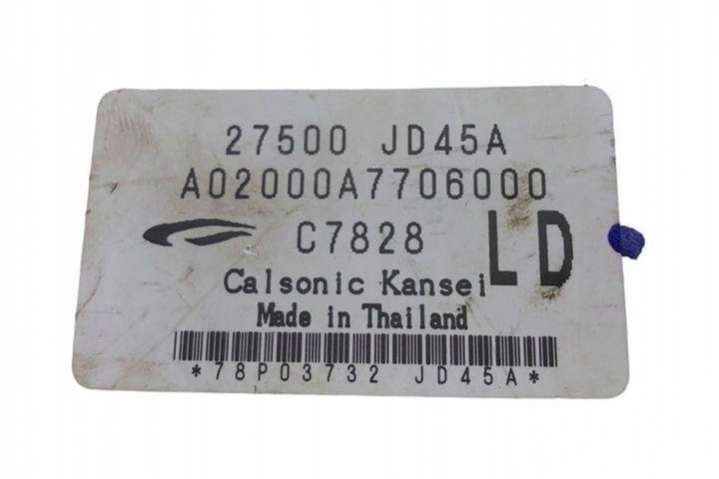 27500 JD45A
A02000A7706000
C7828 LD
Calsonic Kansei
Made in Thailand
*78P03732 JD45A*